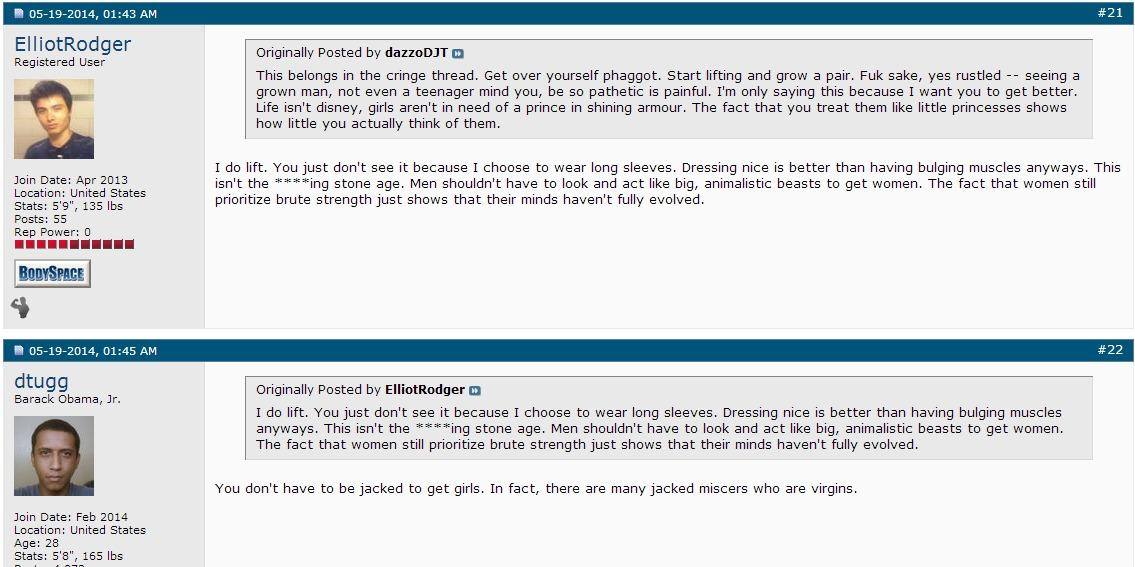 05-19-2014, 01:43 AM
#21
ElliotRodger
Registered User
Join Date: Apr 2013
Location: United States
Stats: 5'9", 135 lbs
Posts: 55
Rep Power: 0
BODYSPACE
Originally Posted by dazzoDJT
This belongs in the cringe thread. Get over yourself phaggot. Start lifting and grow a pair. Fuk sake, yes rustled -- seeing a
grown man, not even a teenager mind you, be so pathetic is painful. I'm only saying this because I want you to get better.
Life isn't disney, girls aren't in need of a prince in shining armour. The fact that you treat them like little princesses shows
how little you actually think of them.
I do lift. You just don't see it because I choose to wear long sleeves. Dressing nice is better than having bulging muscles anyways. This
isn't the ****ing stone age. Men shouldn't have to look and act like big, animalistic beasts to get women. The fact that women still
prioritize brute strength just shows that their minds haven't fully evolved.
05-19-2014, 01:45 AM
#22
dtugg
Barack Obama, Jr.
Join Date: Feb 2014
Location: United States
Age: 28
Stats: 5'8", 165 lbs
Originally Posted by ElliotRodger
I do lift. You just don't see it because I choose to wear long sleeves. Dressing nice is better than having bulging muscles
anyways. This isn't the ****ing stone age. Men shouldn't have to look and act like big, animalistic beasts to get women.
The fact that women still prioritize brute strength just shows that their minds haven't fully evolved.
You don't have to be jacked to get girls. In fact, there are many jacked miscers who are virgins.